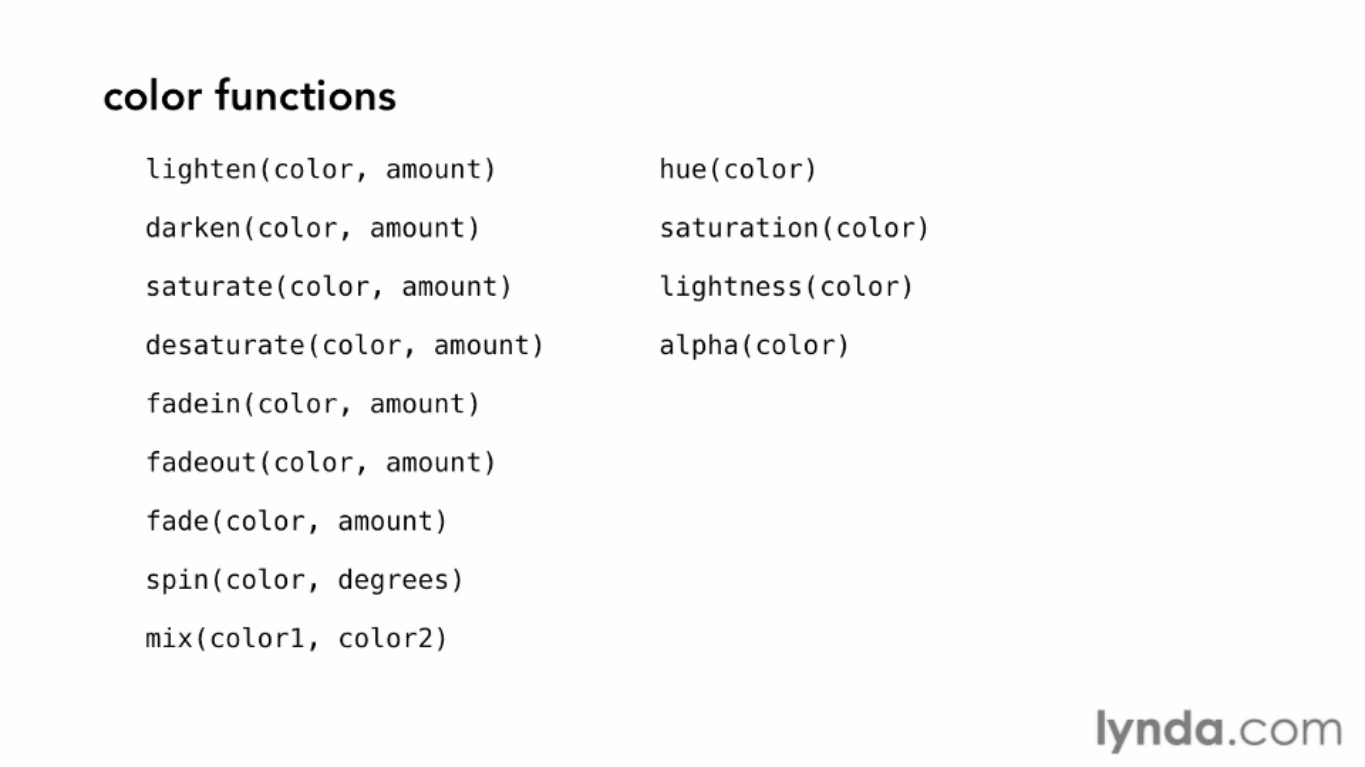 color functions
lighten(color, amount)
darken(color, amount)
saturate(color, amount)
desaturate(color, amount)
fadein(color, amount)
fadeout(color, amount)
fade(color, amount)
spin(color, degrees)
mix(color1, color2)
hue(color)
saturation(color)
lightness(color)
alpha(color)
lynda.com